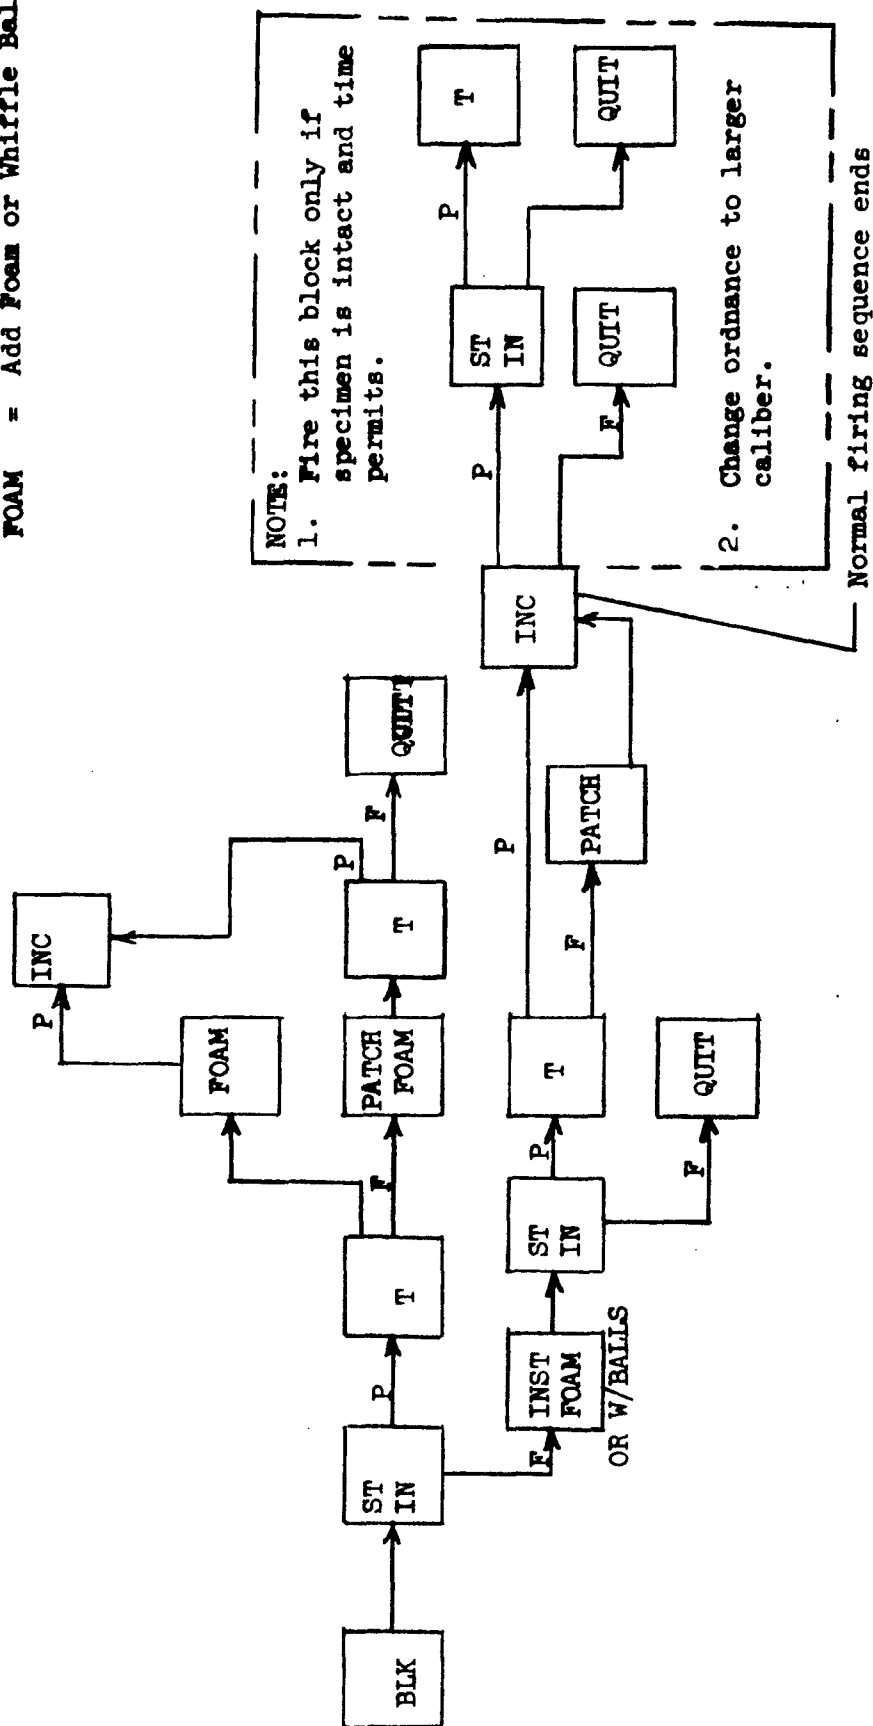 FOAM = Add Foam or Whiffle Bal
P
INC
FOAM
BLK
ST
IN
P
T
F
PATCH
FOAM
T
P
F
QUIT
F
INST
FOAM
OR W/BALLS
ST
IN
P
T
F
QUIT
P
F
PATCH
INC
NOTE:
1. Fire this block only if
specimen is intact and time
permits.
P
ST
IN
P
T
F
QUIT
QUIT
2. Change ordnance to larger
caliber.
Normal firing sequence ends